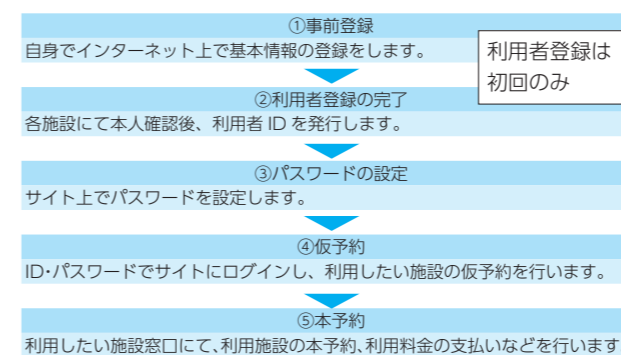 ①事前登録
自身でインターネット上で基本情報の登録をします。
利用者登録は
初回のみ
②利用者登録の完了
各施設にて本人確認後、利用者 ID を発行します。
③パスワードの設定
サイト上でパスワードを設定します。
④仮予約
ID・パスワードでサイトにログインし、利用したい施設の仮予約を行います。
⑤本予約
利用したい施設窓口にて、利用施設の本予約、利用料金の支払いなどを行います